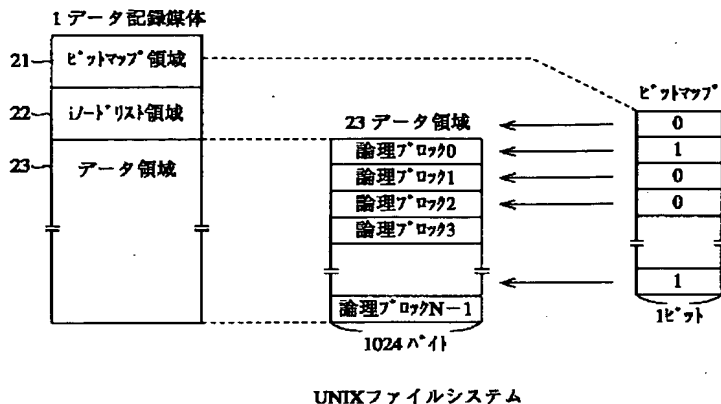 1 データ記録媒体
21
ビットマップ領域
22
iノードリスト領域
23
データ領域
23 データ領域
論理ブロック0
論理ブロック1
論理ブロック2
論理ブロック3
論理ブロックN-1
1024バイト
ビットマップ
0
1
0
0
1
1ビット
UNIXファイルシステム